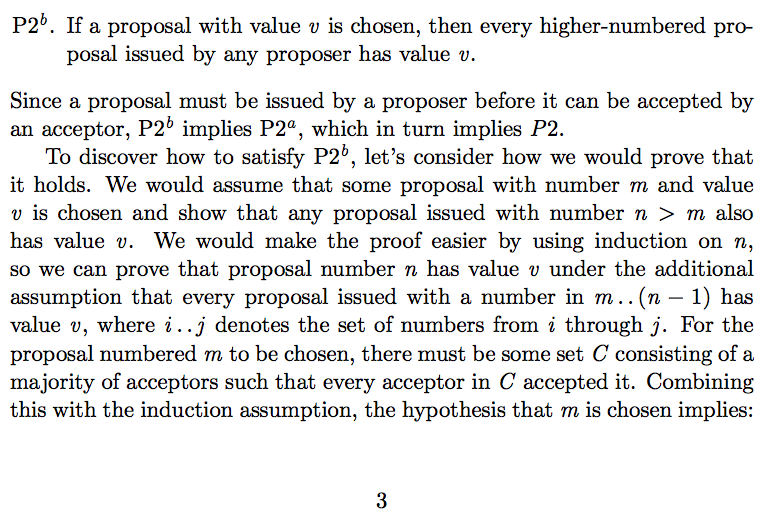 P2ᵇ. If a proposal with value v is chosen, then every higher-numbered pro-
posal issued by any proposer has value v.
Since a proposal must be issued by a proposer before it can be accepted by
an acceptor, P2ᵇ implies P2ᵃ, which in turn implies P2.
To discover how to satisfy P2ᵇ, let's consider how we would prove that
it holds. We would assume that some proposal with number m and value
v is chosen and show that any proposal issued with number n > m also
has value v. We would make the proof easier by using induction on n,
so we can prove that proposal number n has value v under the additional
assumption that every proposal issued with a number in m . . (n − 1) has
value v, where i . . j denotes the set of numbers from i through j. For the
proposal numbered m to be chosen, there must be some set C consisting of a
majority of acceptors such that every acceptor in C accepted it. Combining
this with the induction assumption, the hypothesis that m is chosen implies:
3